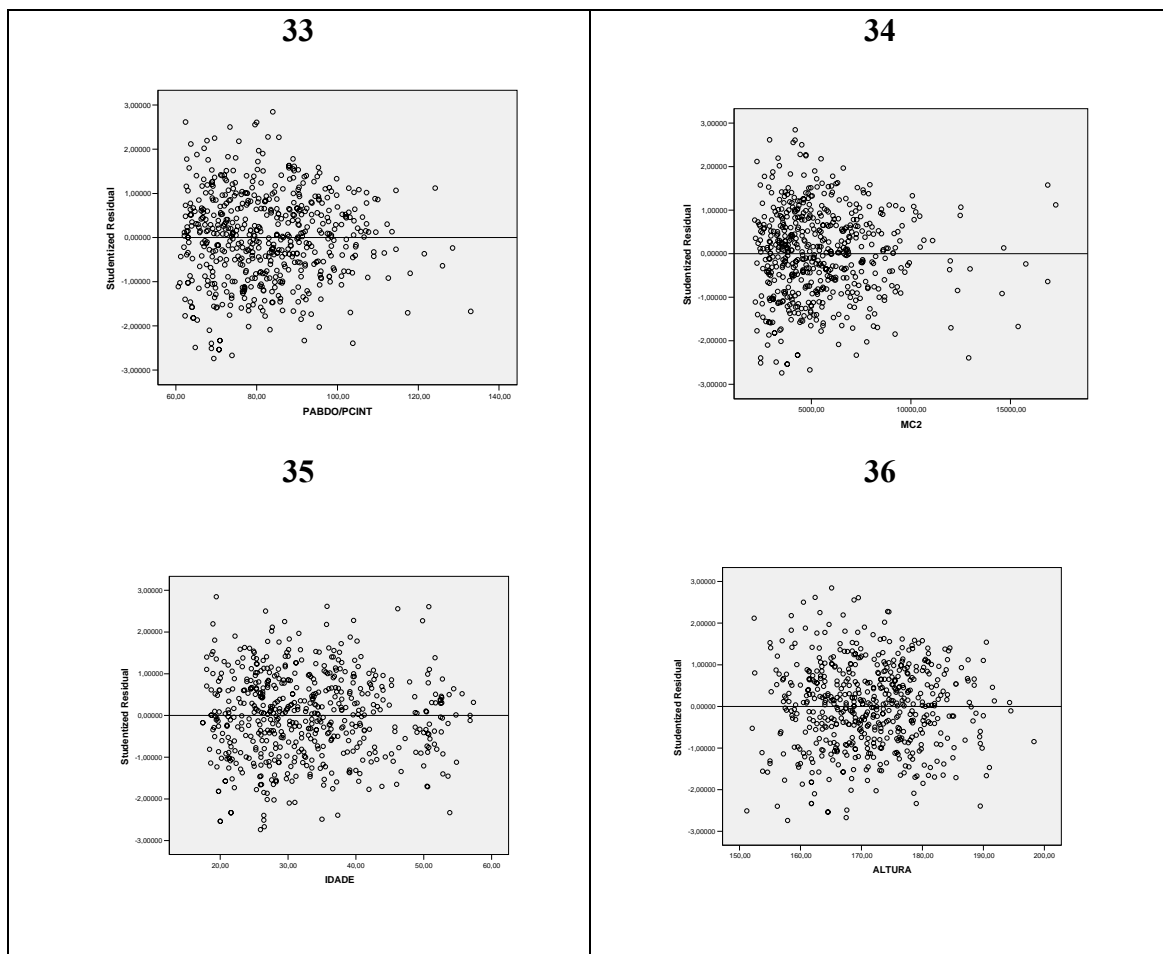 33
3,00000
2,00000
1,00000
0,00000
-1,00000
-2,00000
-3,00000
Studentized Residual
60,00 80,00 100,00 120,00 140,00
PABDO/PCINT
34
3,00000
2,00000
1,00000
0,00000
-1,00000
-2,00000
-3,00000
Studentized Residual
5000,00 10000,00 15000,00
MC2
35
3,00000
2,00000
1,00000
0,00000
-1,00000
-2,00000
-3,00000
Studentized Residual
20,00 30,00 40,00 50,00 60,00
IDADE
36
3,00000
2,00000
1,00000
0,00000
-1,00000
-2,00000
-3,00000
Studentized Residual
150,00 160,00 170,00 180,00 190,00 200,00
ALTURA